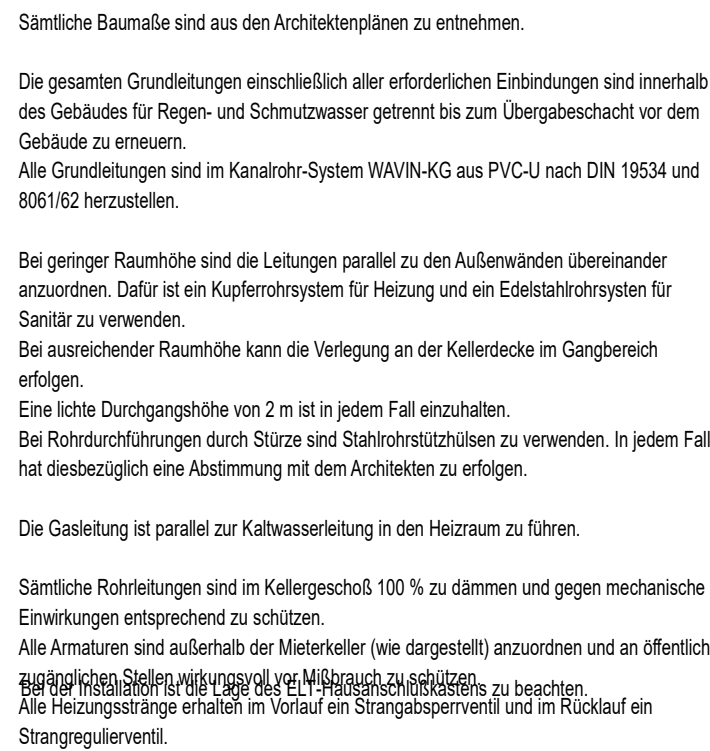 Sämtliche Baumaße sind aus den Architektenplänen zu entnehmen.
Die gesamten Grundleitungen einschließlich aller erforderlichen Einbindungen sind innerhalb
des Gebäudes für Regen- und Schmutzwasser getrennt bis zum Übergabeschacht vor dem
Gebäude zu erneuern.
Alle Grundleitungen sind im Kanalrohr-System WAVIN-KG aus PVC-U nach DIN 19534 und
8061/62 herzustellen.
Bei geringer Raumhöhe sind die Leitungen parallel zu den Außenwänden übereinander
anzuordnen. Dafür ist ein Kupferrohrsystem für Heizung und ein Edelstahlrohrsysten für
Sanitär zu verwenden.
Bei ausreichender Raumhöhe kann die Verlegung an der Kellerdecke im Gangbereich
erfolgen.
Eine lichte Durchgangshöhe von 2 m ist in jedem Fall einzuhalten.
Bei Rohrdurchführungen durch Stürze sind Stahlrohrstützhülsen zu verwenden. In jedem Fall
hat diesbezüglich eine Abstimmung mit dem Architekten zu erfolgen.
Die Gasleitung ist parallel zur Kaltwasserleitung in den Heizraum zu führen.
Sämtliche Rohrleitungen sind im Kellergeschoß 100 % zu dämmen und gegen mechanische
Einwirkungen entsprechend zu schützen.
Alle Armaturen sind außerhalb der Mieterkeller (wie dargestellt) anzuordnen und an öffentlich
zugänglichen Stellen wirkungsvoll vor Mißbrauch zu schützen.
Bei der Installation ist die Lage des ELT-Hausanschlußkastens zu beachten.
Alle Heizungsstränge erhalten im Vorlauf ein Strangabsperrventil und im Rücklauf ein
Strangregulierventil.